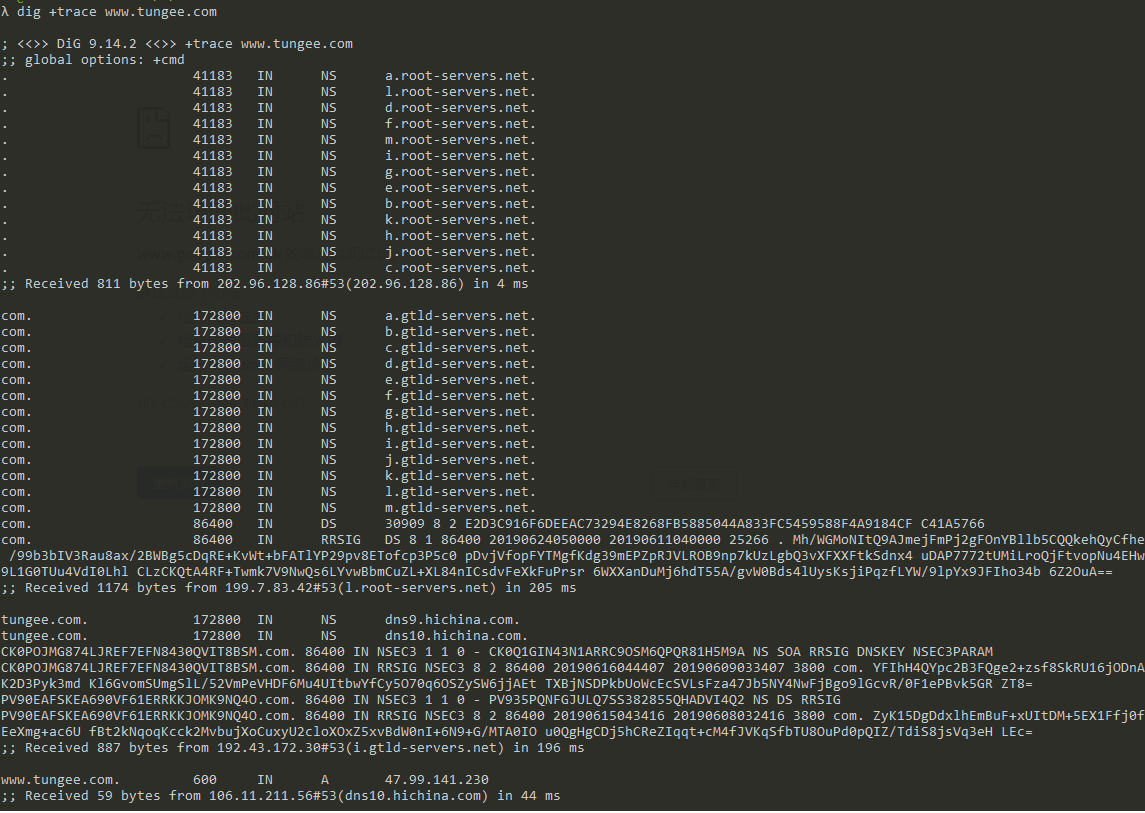 λ dig +trace www.tungee.com
; <<>> DiG 9.14.2 <<>> +trace www.tungee.com
;; global options: +cmd
. 41183 IN NS a.root-servers.net.
. 41183 IN NS l.root-servers.net.
. 41183 IN NS d.root-servers.net.
. 41183 IN NS f.root-servers.net.
. 41183 IN NS m.root-servers.net.
. 41183 IN NS i.root-servers.net.
. 41183 IN NS g.root-servers.net.
. 41183 IN NS e.root-servers.net.
. 41183 IN NS b.root-servers.net.
. 41183 IN NS k.root-servers.net.
. 41183 IN NS h.root-servers.net.
. 41183 IN NS j.root-servers.net.
. 41183 IN NS c.root-servers.net.
;; Received 811 bytes from 202.96.128.86#53(202.96.128.86) in 4 ms
com. 172800 IN NS a.gtld-servers.net.
com. 172800 IN NS b.gtld-servers.net.
com. 172800 IN NS c.gtld-servers.net.
com. 172800 IN NS d.gtld-servers.net.
com. 172800 IN NS e.gtld-servers.net.
com. 172800 IN NS f.gtld-servers.net.
com. 172800 IN NS g.gtld-servers.net.
com. 172800 IN NS h.gtld-servers.net.
com. 172800 IN NS i.gtld-servers.net.
com. 172800 IN NS j.gtld-servers.net.
com. 172800 IN NS k.gtld-servers.net.
com. 172800 IN NS l.gtld-servers.net.
com. 172800 IN NS m.gtld-servers.net.
com. 86400 IN DS 30909 8 2 E2D3C916F6DEEAC73294E8268FB5885044A833FC5459588F4A9184CF C41A5766
com. 86400 IN RRSIG DS 8 1 86400 20190624050000 20190611040000 25266 . Mh/WGMoNItQ9AJmejFmPj2gFOnYBllb5CQQkehQyCfhe
/99b3bIV3Rau8ax/2BWBg5cDqRE+KvWt+bFATlYP29pv8ETofcp3P5c0 pDvjVfopFYTMgfKdg39mEPZpRJVLROB9np7kUzLgbQ3vXFXXFtkSdnx4 uDAP7772tUMiLroQjFtvopNu4EHw
9L1G0TUu4VdI0Lhl CLzCKQtA4RF+Twmk7V9NwQs6LYvwBbmCuZL+XL84nICsdvFeXkFuPrsr 6WXXanDuMj6hdT55A/gvW0Bds4lUysKsjiPqzfLYW/9lpYx9JFIho34b 6Z2OuA==
;; Received 1174 bytes from 199.7.83.42#53(l.root-servers.net) in 205 ms
tungee.com. 172800 IN NS dns9.hichina.com.
tungee.com. 172800 IN NS dns10.hichina.com.
CK0POJMG874LJREF7EFN8430QVIT8BSM.com. 86400 IN NSEC3 1 1 0 - CK0Q1GIN43N1ARRC9OSM6QPQR81H5M9A NS SOA RRSIG DNSKEY NSEC3PARAM
CK0POJMG874LJREF7EFN8430QVIT8BSM.com. 86400 IN RRSIG NSEC3 8 2 86400 20190616044407 20190609033407 3800 com. YFIhH4QYpc2B3FQge2+zsf8SkRU16jODnA
K2D3Pyk3md Kl6GvomSUmgSlL/52VmPeVHDF6Mu4UItbwYfCy5O70q6OSZySW6jjAEt TXBjNSDPkbUoWcEcSVLsFza47Jb5NY4NwFjBgo9lGcvR/0F1ePBvk5GR ZT8=
PV90EAFSKEA690VF61ERRKKJOMK9NQ4O.com. 86400 IN NSEC3 1 1 0 - PV935PQNFGJULQ7SS382855QHADVI4Q2 NS DS RRSIG
PV90EAFSKEA690VF61ERRKKJOMK9NQ4O.com. 86400 IN RRSIG NSEC3 8 2 86400 20190615043416 20190608032416 3800 com. ZyK15DgDdxlhEmBuF+xUItDM+5EX1Ffj0f
EeXmg+ac6U fBt2kNqoqKcck2MvbujXoCuxyU2cloXOxZ5xvBdW0nI+6N9+G/MTA0IO u0QgHgCDj5hCReZIqqt+cM4fJVKqSfbTU8OuPd0pQIZ/TdiS8jsVq3eH LEc=
;; Received 887 bytes from 192.43.172.30#53(i.gtld-servers.net) in 196 ms
www.tungee.com. 600 IN A 47.99.141.230
;; Received 59 bytes from 106.11.211.56#53(dns10.hichina.com) in 44 ms